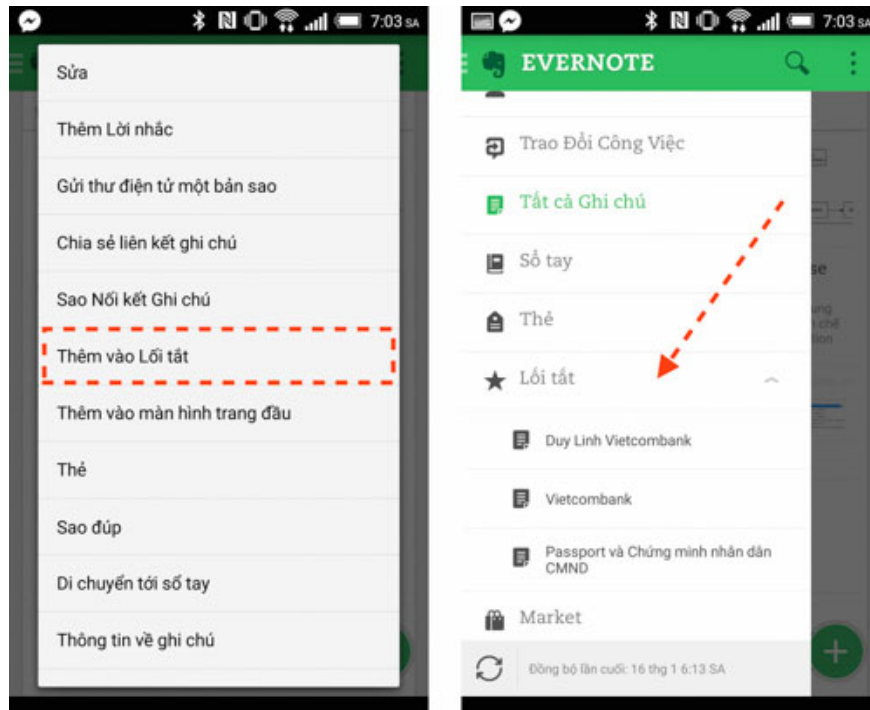 7:03 SA
Sửa
Thêm Lời nhắc
Gửi thư điện tử một bản sao
Chia sẻ liên kết ghi chú
Sao Nối kết Ghi chú
Thêm vào Lối tắt
Thêm vào màn hình trang đầu
Thẻ
Sao đúp
Di chuyển tới sổ tay
Thông tin về ghi chú
7:03 SA
EVERNOTE
Trao Đổi Công Việc
Tất cả Ghi chú
Sổ tay
Thẻ
Lối tắt
Duy Linh Vietcombank
Vietcombank
Passport và Chứng minh nhân dân
CMND
Market
Đồng bộ lần cuối: 16 thg 1 6:13 SA